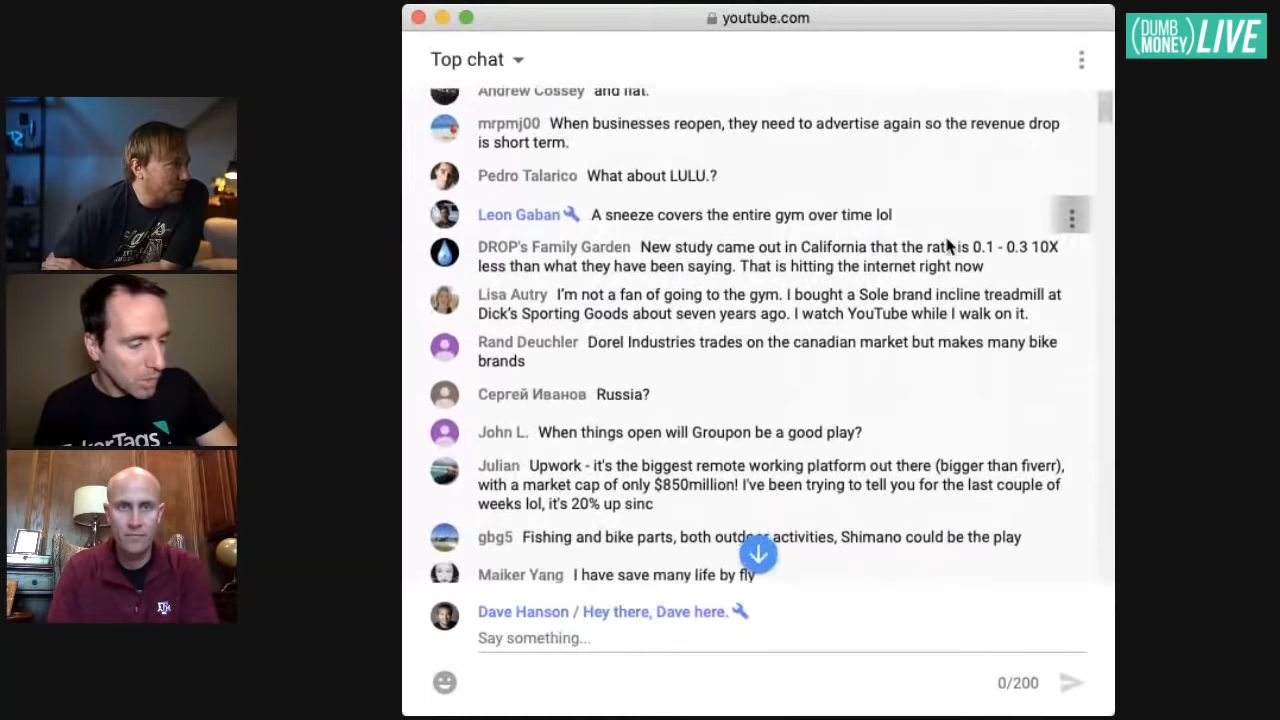 youtube.com
(DUMB MONEY) LIVE
Top chat
Andrew Cossey and flat.
mrpmj00 When businesses reopen, they need to advertise again so the revenue drop
is short term.
Pedro Talarico What about LULU.?
Leon Gaban A sneeze covers the entire gym over time lol
DROP's Family Garden New study came out in California that the rate is 0.1 - 0.3 10X
less than what they have been saying. That is hitting the internet right now
Lisa Autry I'm not a fan of going to the gym. I bought a Sole brand incline treadmill at
Dick's Sporting Goods about seven years ago. I watch YouTube while I walk on it.
Rand Deuchler Dorel Industries trades on the canadian market but makes many bike
brands
Сергей Иванов Russia?
John L. When things open will Groupon be a good play?
Julian Upwork - it's the biggest remote working platform out there (bigger than fiverr),
with a market cap of only $850million! I've been trying to tell you for the last couple of
weeks lol, it's 20% up sinc
gbg5 Fishing and bike parts, both outdoor activities, Shimano could be the play
Maiker Yang I have save many life by fly
Dave Hanson / Hey there, Dave here.
Say something...
0/200